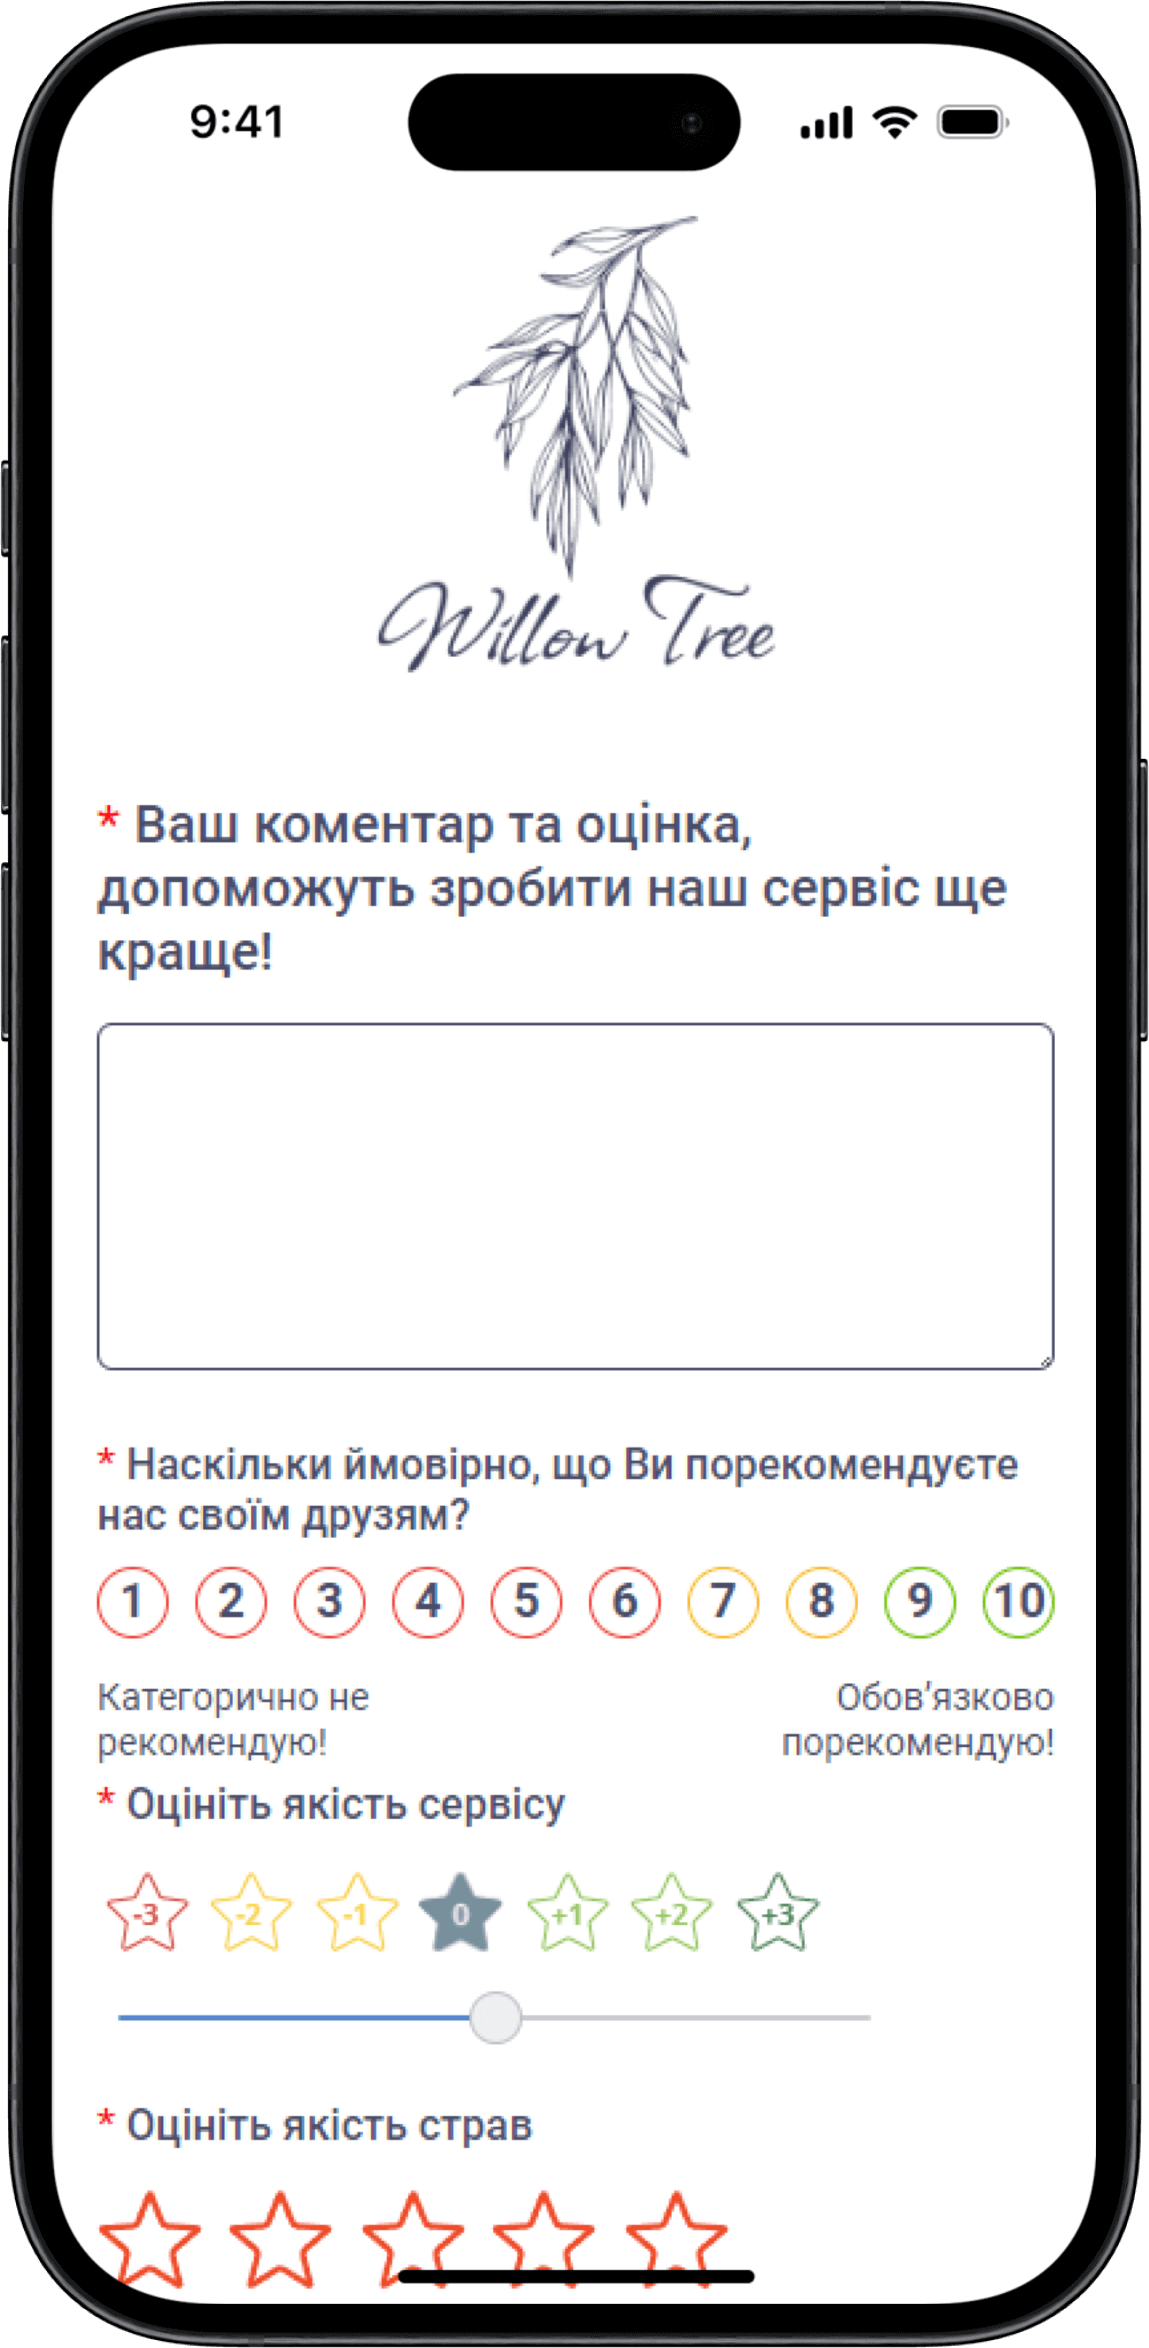 9:41
Willow Tree
* Ваш коментар та оцінка,
допоможуть зробити наш сервіс ще
краще!
* Наскільки ймовірно, що Ви порекомендуєте
нас своїм друзям?
1 2 3 4 5 6 7 8 9 10
Категорично не
рекомендую!
Обов’язково
порекомендую!
* Оцініть якість сервісу
-3 -2 -1 0 +1 +2 +3
* Оцініть якість страв